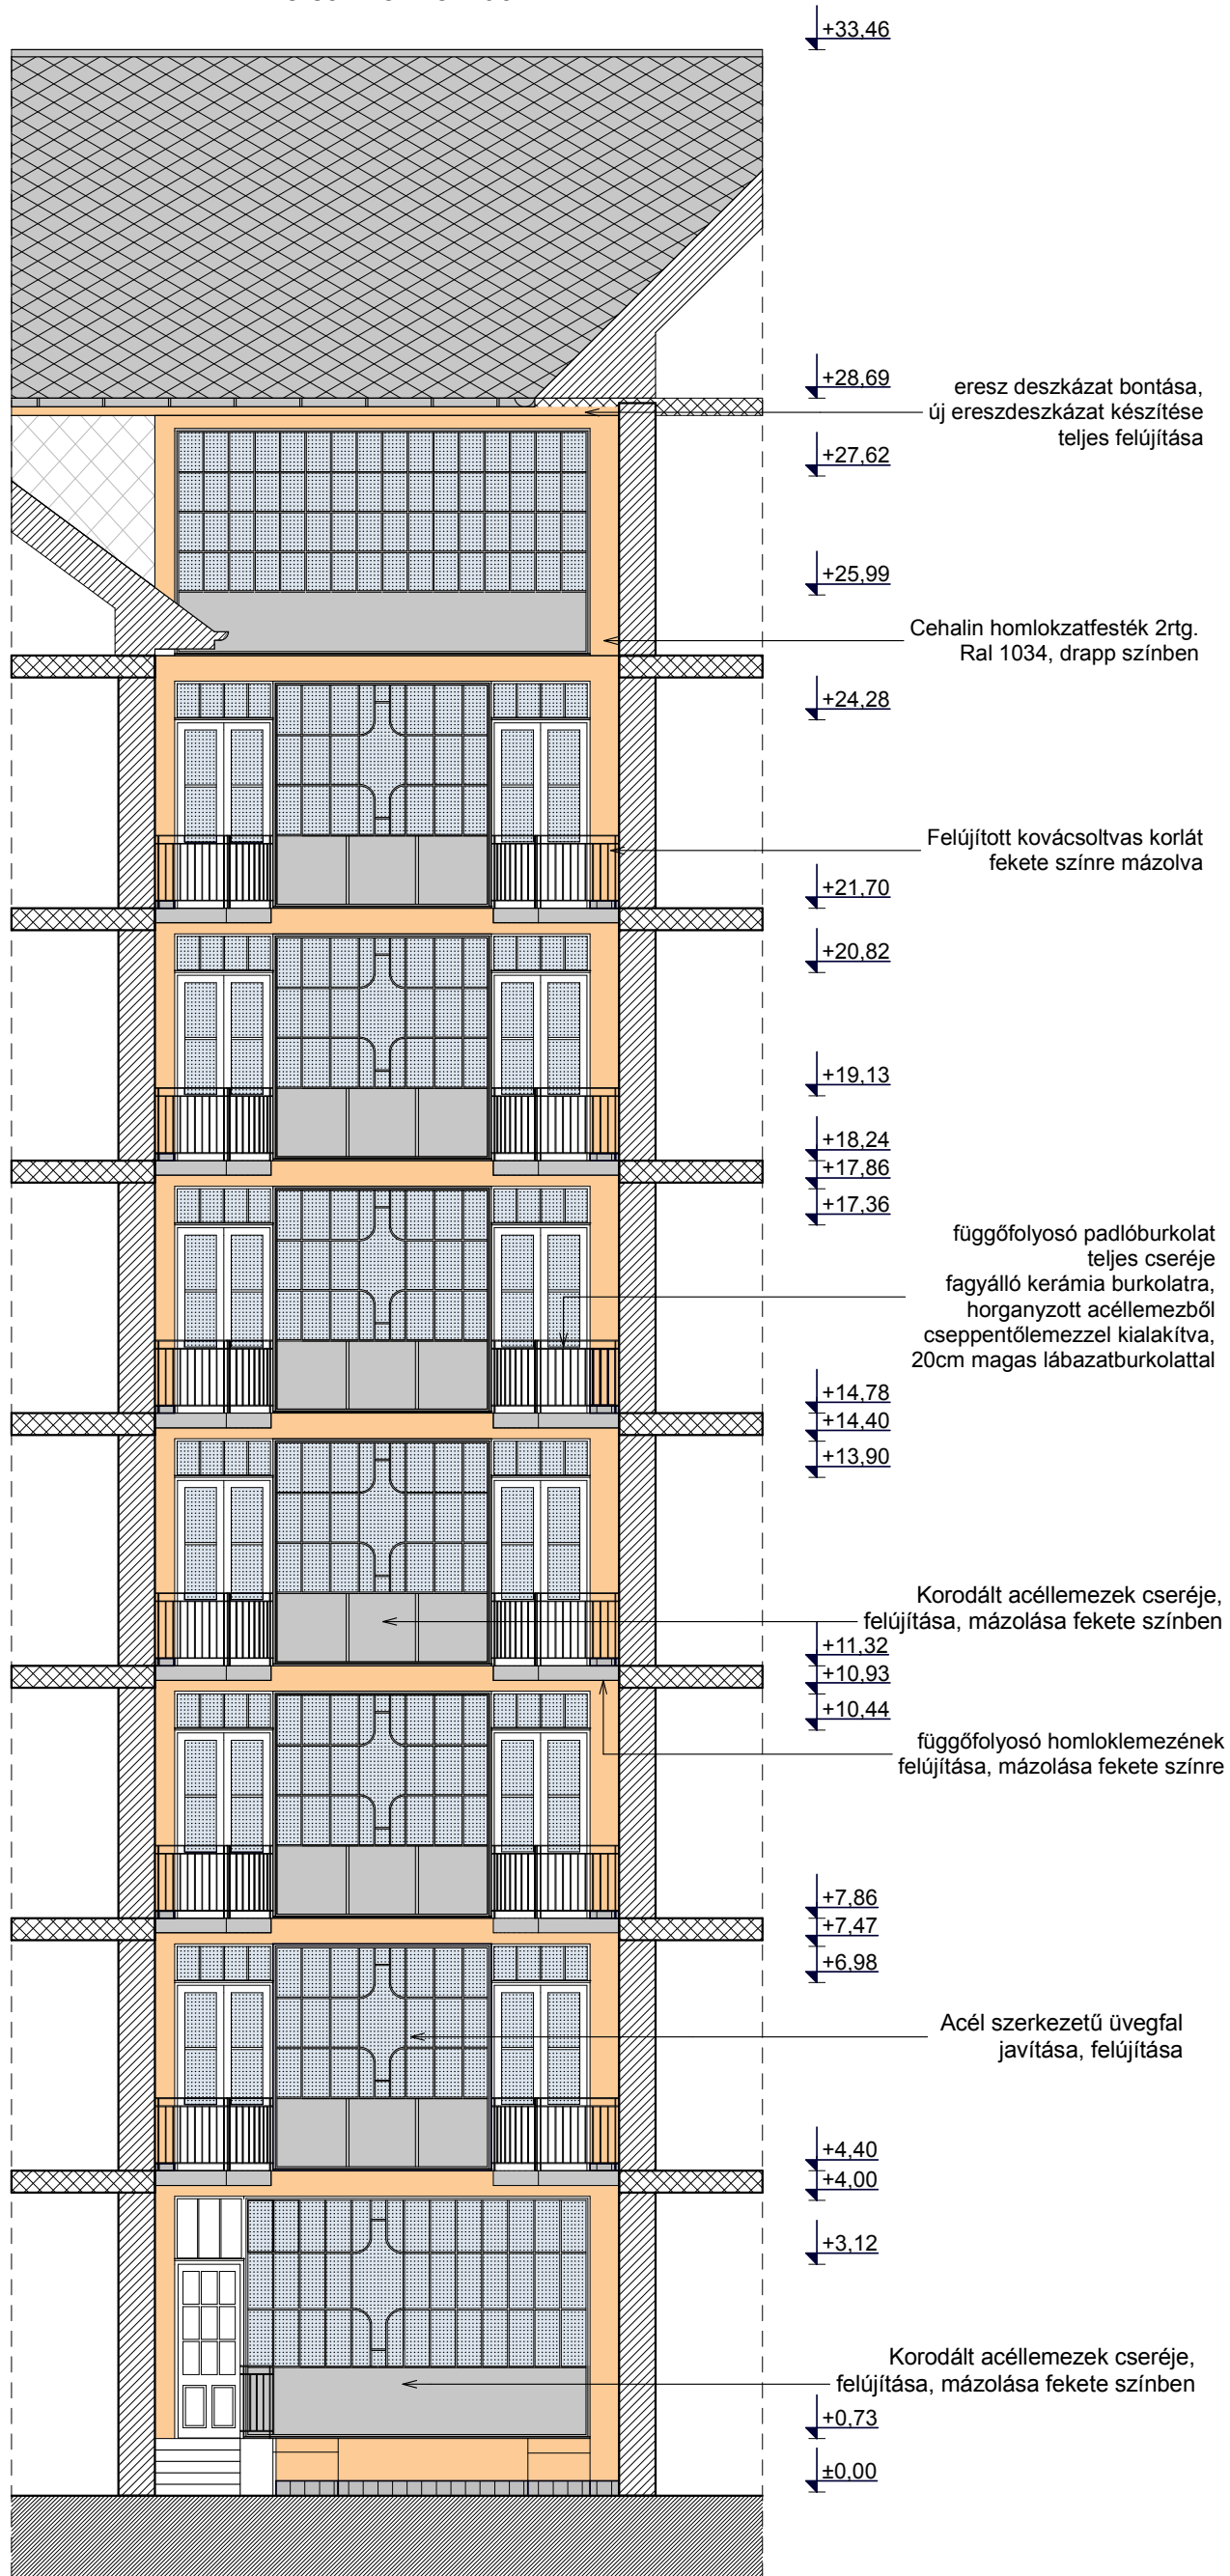 +33,46
+28,69
eresz deszkázat bontása,
új ereszdeszkázat készítése
teljes felújítása
+27,62
+25,99
Cehalin homlokzatfesték 2rtg.
Ral 1034, drapp színben
+24,28
Felújított kovácsoltvas korlát
fekete színre mázolva
+21,70
+20,82
+19,13
+18,24
+17,86
+17,36
függőfolyosó padlóburkolat
teljes cseréje
fagyálló kerámia burkolatra,
horganyzott acéllemezből
cseppentőlemezzel kialakítva,
20cm magas lábazatburkolattal
+14,78
+14,40
+13,90
Korodált acéllemezek cseréje,
felújítása, mázolása fekete színben
+11,32
+10,93
+10,44
függőfolyosó homloklemezének
felújítása, mázolása fekete színre
+7,86
+7,47
+6,98
Acél szerkezetű üvegfal
javítása, felújítása
+4,40
+4,00
+3,12
Korodált acéllemezek cseréje,
felújítása, mázolása fekete színben
+0,73
±0,00